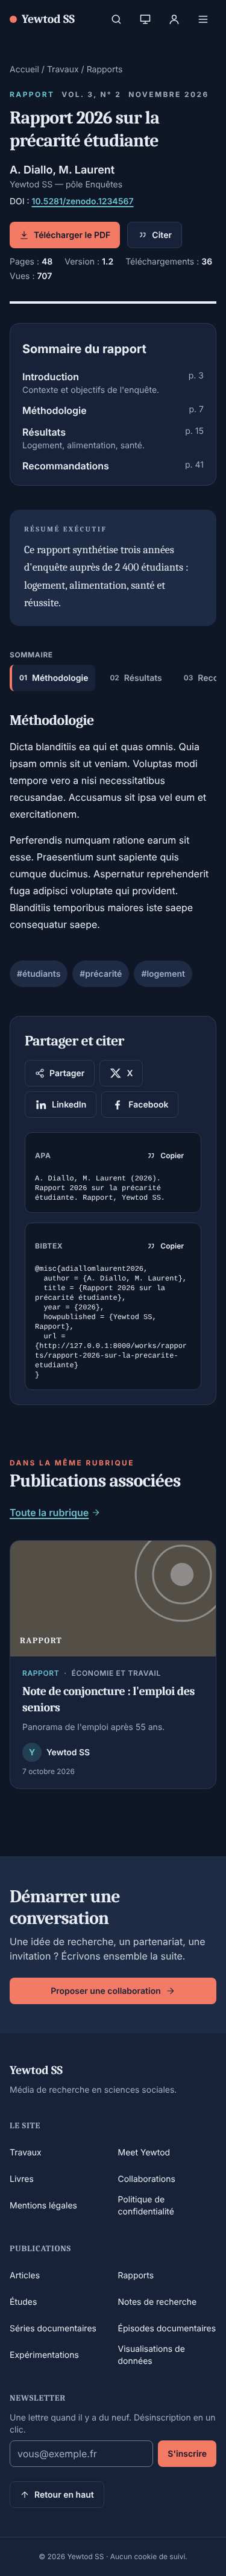 Yewtod SS
Accueil / Travaux / Rapports
RAPPORT VOL. 3, N° 2 NOVEMBRE 2026
Rapport 2026 sur la
précarité étudiante
A. Diallo, M. Laurent
Yewtod SS — pôle Enquêtes
DOI : 10.5281/zenodo.1234567
Télécharger le PDF
Citer
Pages : 48 Version : 1.2 Téléchargements : 36
Vues : 707
Sommaire du rapport
Introduction p. 3
Contexte et objectifs de l'enquête.
Méthodologie p. 7
Résultats p. 15
Logement, alimentation, santé.
Recommandations p. 41
RÉSUMÉ EXÉCUTIF
Ce rapport synthétise trois années
d'enquête auprès de 2 400 étudiants :
logement, alimentation, santé et
réussite.
SOMMAIRE
01 Méthodologie 02 Résultats 03 Reco
Méthodologie
Dicta blanditiis ea qui et quas omnis. Quia
ipsam omnis sit ut veniam. Voluptas modi
tempore vero a nisi necessitatibus
recusandae. Accusamus sit ipsa vel eum et
exercitationem.
Perferendis numquam ratione earum sit
esse. Praesentium sunt sapiente quis
cumque ducimus. Aspernatur reprehenderit
fuga adipisci voluptate qui provident.
Blanditiis temporibus maiores iste saepe
consequatur saepe.
#études
#précarité
#logement
Partager et citer
Partager
X
LinkedIn
Facebook
APA
Copier
A. Diallo, M. Laurent (2026).
Rapport 2026 sur la précarité
étudiante. Rapport, Yewtod SS.
BIBTEX
Copier
@misc{adiallomlaurent2026,
author = {A. Diallo, M. Laurent},
title = {Rapport 2026 sur la
précarité étudiante},
year = {2026},
howpublished = {Yewtod SS,
Rapport},
url =
{http://127.0.0.1:8000/works/rappor
ts/rapport-2026-sur-la-precarite-
etudiante}
}
DANS LA MÊME RUBRIQUE
Publications associées
Toute la rubrique →
RAPPORT
RAPPORT · ÉCONOMIE ET TRAVAIL
Note de conjoncture : l'emploi des
seniors
Panorama de l'emploi après 55 ans.
Y Yewtod SS
7 octobre 2026
Démarrer une
conversation
Une idée de recherche, un partenariat, une
invitation ? Écrivons ensemble la suite.
Proposer une collaboration →
Yewtod SS
Média de recherche en sciences sociales.
LE SITE
Travaux
Meet Yewtod
Livres
Collaborations
Mentions légales
Politique de
confidentialité
PUBLICATIONS
Articles
Rapports
Études
Notes de recherche
Séries documentaires
Épisodes documentaires
Expérimentations
Visualisations de
données
NEWSLETTER
Une lettre quand il y a du neuf. Désinscription en un
clic.
vous@exemple.fr
S'inscrire
↑ Retour en haut
© 2026 Yewtod SS · Aucun cookie de suivi.